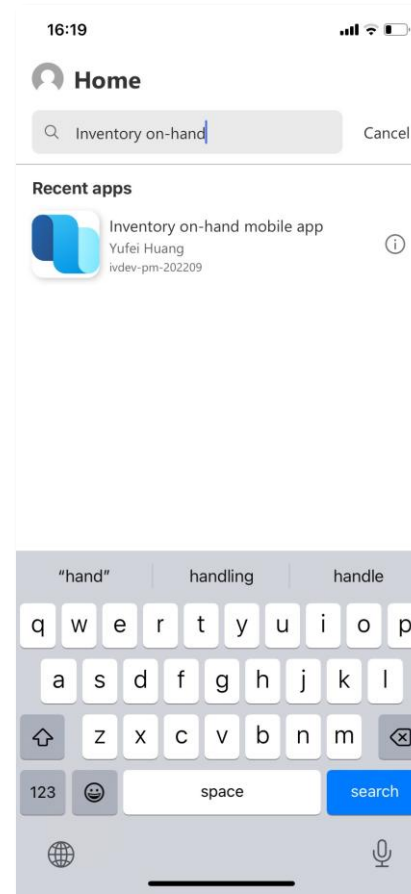 16:19
Home
Inventory on-hand
Cancel
Recent apps
Inventory on-hand mobile app
Yufei Huang
ivdev-pm-202209
"hand" handling handle
q w e r t y u i o p
a s d f g h j k l
z x c v b n m
123 space search